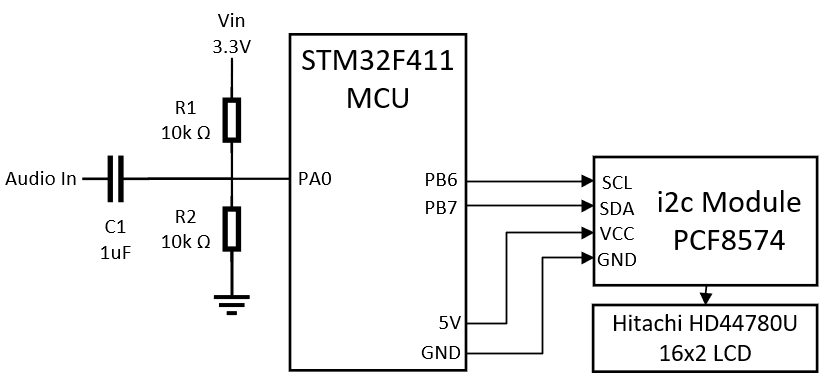 Vin
3.3V
STM32F411
MCU
R1
10k Ω
Audio In
PA0
C1
1uF
R2
10k Ω
PB6
PB7
5V
GND
SCL
SDA
VCC
GND
i2c Module
PCF8574
Hitachi HD44780U
16x2 LCD